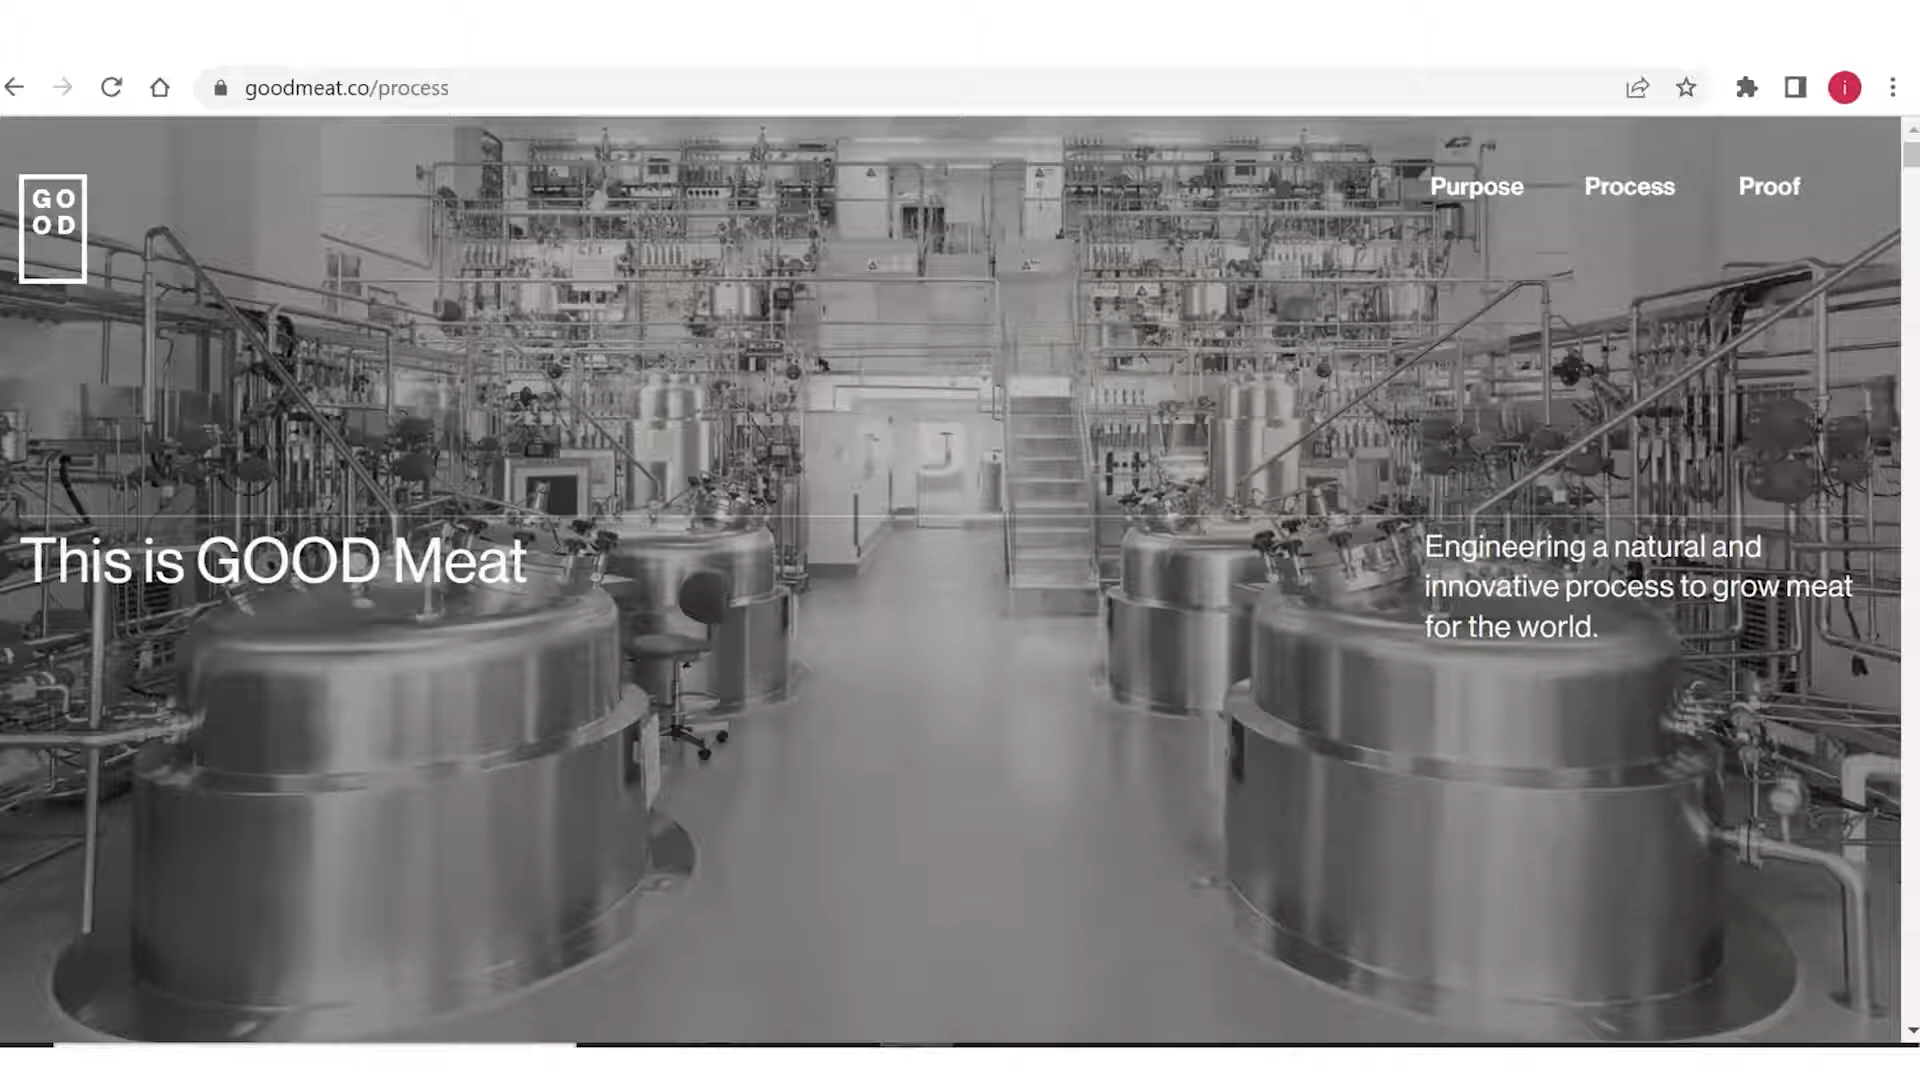 goodmeat.co/process
i
GO
OD
Purpose
Process
Proof
This is GOOD Meat
Engineering a natural and
innovative process to grow meat
for the world.